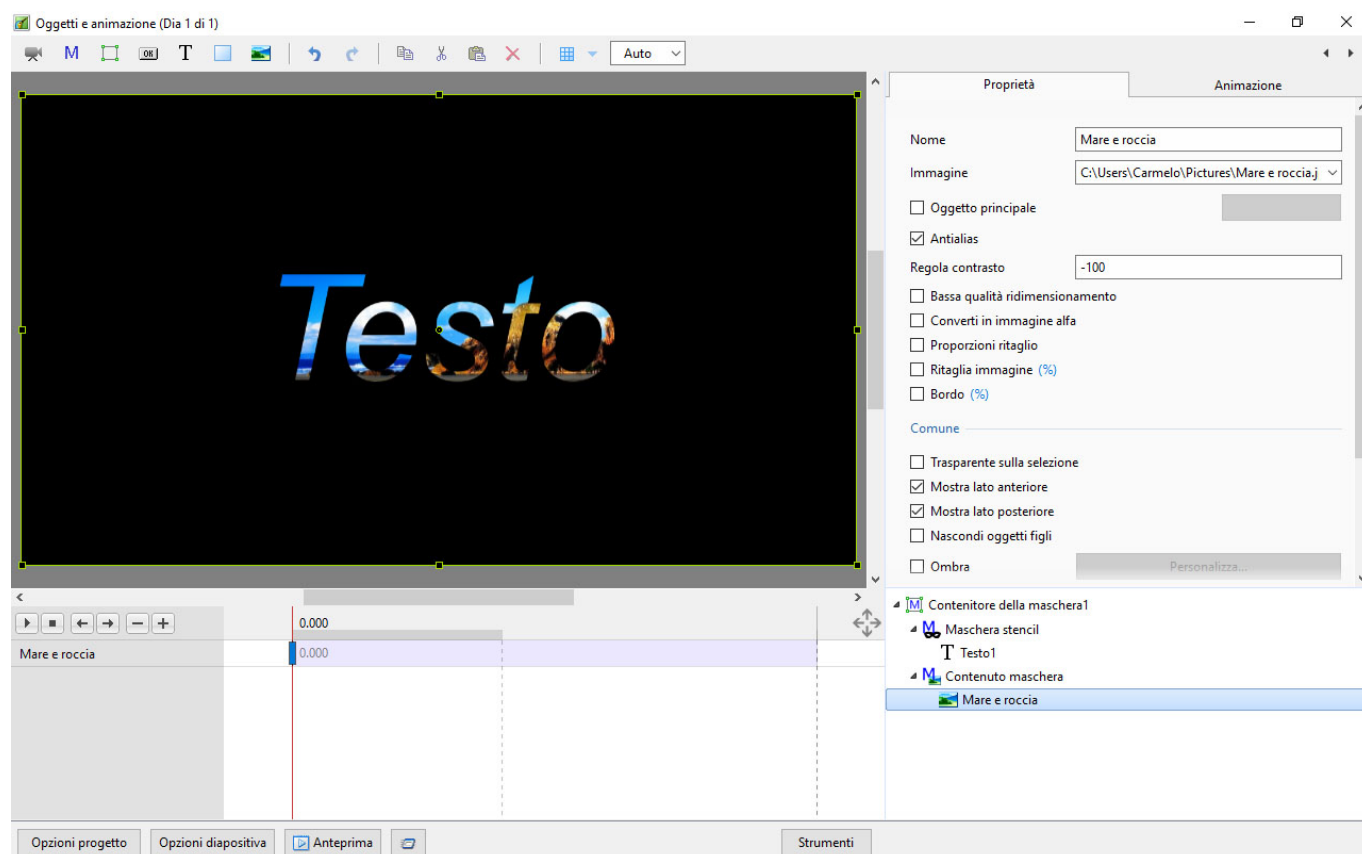 Oggetti e animazione (Dia 1 di 1)
M OK T Auto
Proprietà Animazione
Nome Mare e roccia
Immagine C:\Users\Carmelo\Pictures\Mare e roccia.j
Oggetto principale
Antialias
Regola contrasto -100
Bassa qualità ridimensionamento
Converti in immagine alfa
Proporzioni ritaglio
Ritaglia immagine (%)
Bordo (%)
Comune
Trasparente sulla selezione
Mostra lato anteriore
Mostra lato posteriore
Nascondi oggetti figli
Ombra Personalizza...
Testo
0.000
Mare e roccia 0.000
M Contenitore della maschera1
M Maschera stencil
T Testo1
M Contenuto maschera
Mare e roccia
Opzioni progetto Opzioni diapositiva Anteprima Strumenti